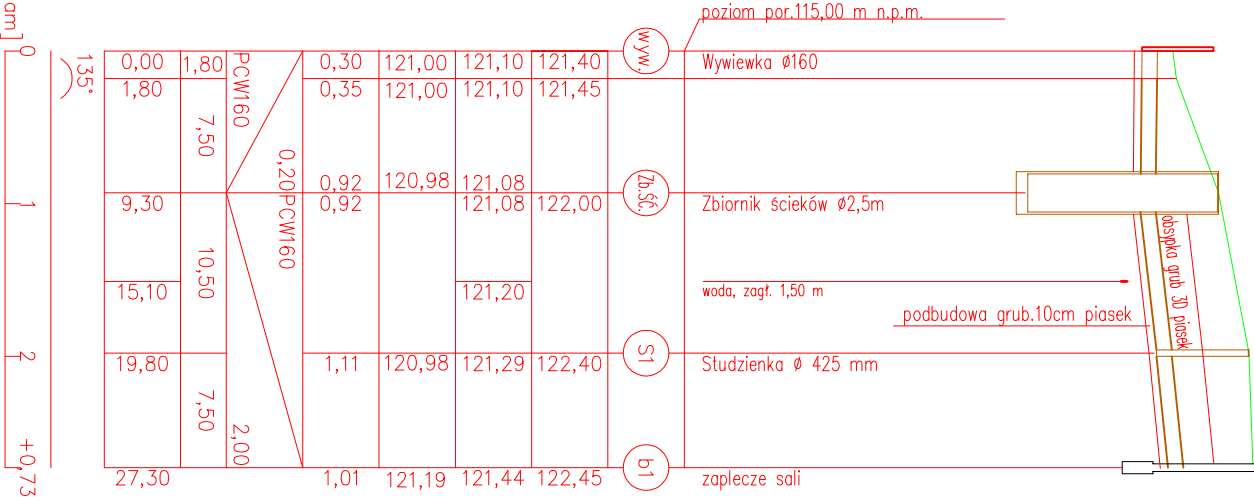 poziom por.115,00 m n.p.m.
am]
0
135°
0,00
1,80
PCW160
0,30
121,00
121,10
121,40
wyw.
Wywiewka Ø160
1,80
0,35
121,00
121,10
121,45
7,50
0,20PCW160
0,92
120,98
121,08
Zb.ŚĆ.
1
9,30
0,92
121,08
122,00
Zbiornik ścieków Ø2,5m
obsypka grub 30 piasek
10,50
15,10
121,20
woda, zagł. 1,50 m
podbudowa grub.10cm piasek
2
19,80
1,11
120,98
121,29
122,40
S1
Studzienka Ø 425 mm
7,50
2,00
+0,73
27,30
1,01
121,19
121,44
122,45
b1
zaplecze sali